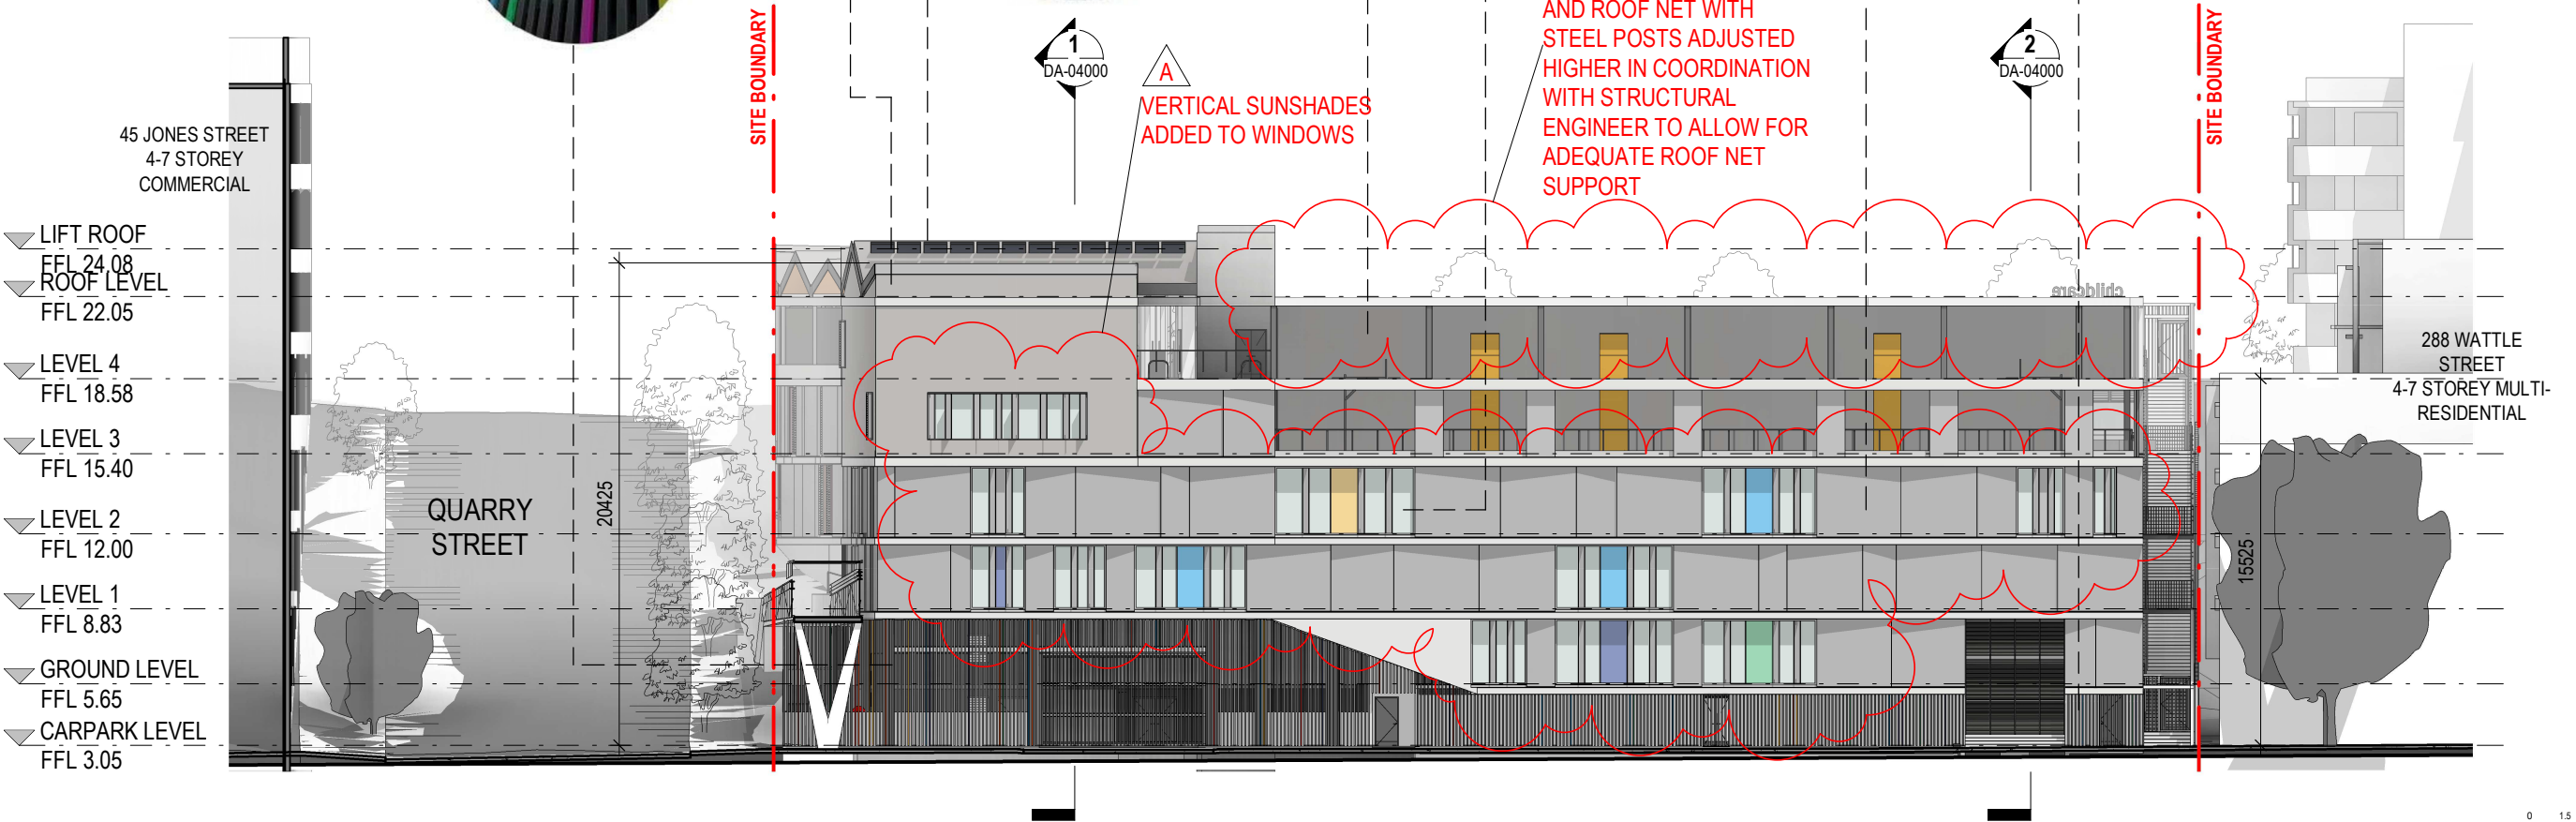 AND ROOF NET WITH
STEEL POSTS ADJUSTED
HIGHER IN COORDINATION
WITH STRUCTURAL
ENGINEER TO ALLOW FOR
ADEQUATE ROOF NET
SUPPORT
SITE BOUNDARY
1
DA-04000
A
VERTICAL SUNSHADES
ADDED TO WINDOWS
2
DA-04000
SITE BOUNDARY
45 JONES STREET
4-7 STOREY
COMMERCIAL
LIFT ROOF
FFL 24.08
ROOF LEVEL
FFL 22.05
LEVEL 4
FFL 18.58
LEVEL 3
FFL 15.40
LEVEL 2
FFL 12.00
LEVEL 1
FFL 8.83
GROUND LEVEL
FFL 5.65
CARPARK LEVEL
FFL 3.05
QUARRY
STREET
20425
childcare
288 WATTLE
STREET
4-7 STOREY MULTI-
RESIDENTIAL
15525
0 1.5